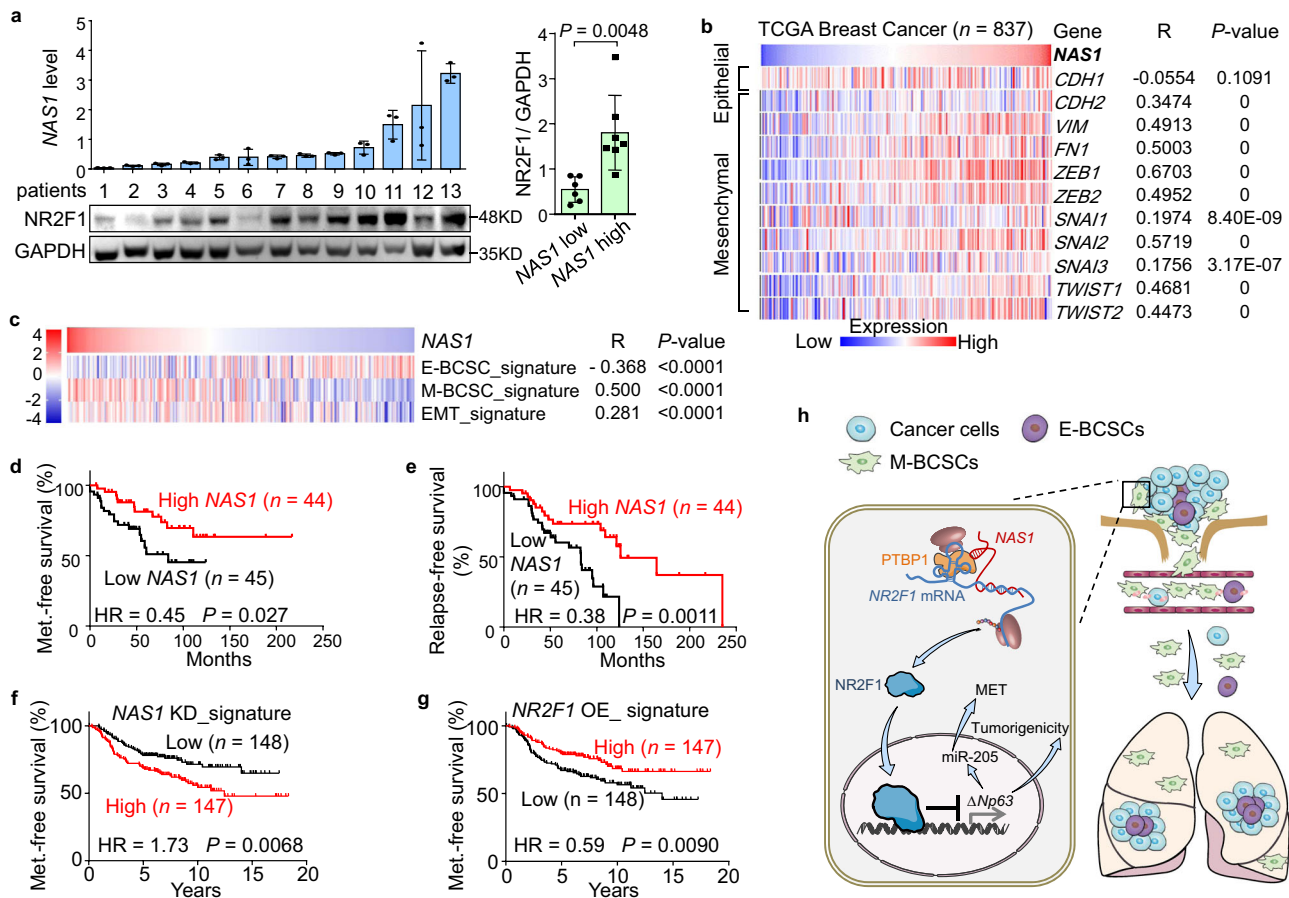 a
NAS1 level
5
4
3
2
1
0
patients 1 2 3 4 5 6 7 8 9 10 11 12 13
NR2F1 48KD
GAPDH 35KD
P = 0.0048
NR2F1/ GAPDH
4
3
2
1
0
NAS1 low
NAS1 high
b
TCGA Breast Cancer (n = 837) Gene R P-value
NAS1
Epithelial
CDH1 -0.0554 0.1091
Mesenchymal
CDH2 0.3474 0
VIM 0.4913 0
FN1 0.5003 0
ZEB1 0.6703 0
ZEB2 0.4952 0
SNAI1 0.1974 8.40E-09
SNAI2 0.5719 0
SNAI3 0.1756 3.17E-07
TWIST1 0.4681 0
TWIST2 0.4473 0
Expression
Low High
c
4
2
0
-2
-4
NAS1 R P-value
E-BCSC_signature - 0.368 <0.0001
M-BCSC_signature 0.500 <0.0001
EMT_signature 0.281 <0.0001
d
Met.-free survival (%)
100
50
0
High NAS1 (n = 44)
Low NAS1 (n = 45)
HR = 0.45 P = 0.027
0 50 100 150 200 250
Months
e
Relapse-free survival
(%)
100
50
0
High NAS1 (n = 44)
Low
NAS1
(n = 45)
HR = 0.38 P = 0.0011
0 50 100 150 200 250
Months
f
Met.-free survival (%)
100
50
0
NAS1 KD_signature
Low (n = 148)
High (n = 147)
HR = 1.73 P = 0.0068
0 5 10 15 20
Years
g
Met.-free survival (%)
100
50
0
NR2F1 OE_ signature
High (n = 147)
Low (n = 148)
HR = 0.59 P = 0.0090
0 5 10 15 20
Years
h
Cancer cells E-BCSCs
M-BCSCs
NAS1
PTBP1
NR2F1 mRNA
NR2F1
MET
Tumorigenicity
miR-205
ΔNp63